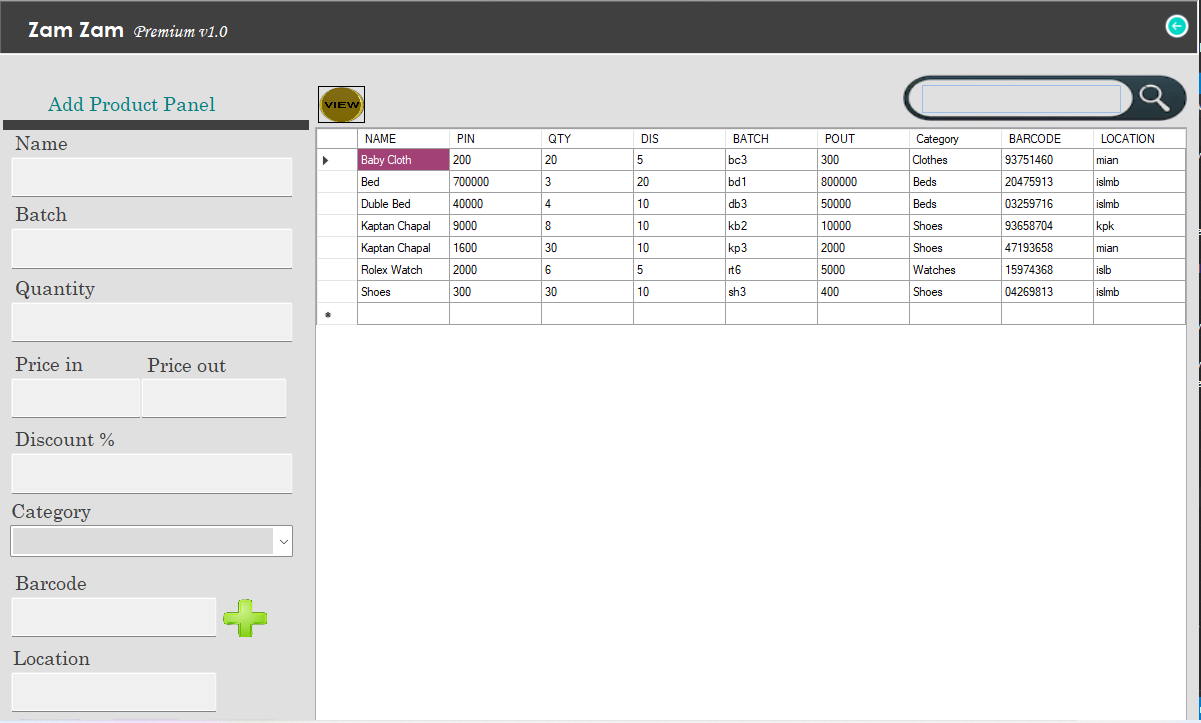 Zam Zam Premium v1.0
Add Product Panel
VIEW
Name
Batch
Quantity
Price in Price out
Discount %
Category
Barcode
Location
NAME PIN QTY DIS BATCH POUT Category BARCODE LOCATION
Baby Cloth 200 20 5 bc3 300 Clothes 93751460 mian
Bed 700000 3 20 bd1 800000 Beds 20475913 islmb
Duble Bed 40000 4 10 db3 50000 Beds 03259716 islmb
Kaptan Chapal 9000 8 10 kb2 10000 Shoes 93658704 kpk
Kaptan Chapal 1600 30 10 kp3 2000 Shoes 47193658 mian
Rolex Watch 2000 6 5 rt6 5000 Watches 15974368 islb
Shoes 300 30 10 sh3 400 Shoes 04269813 islmb